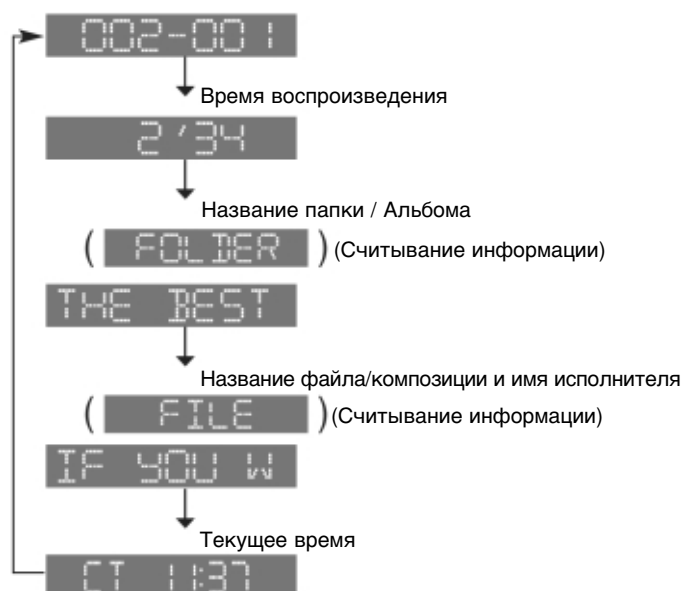 002-001
Время воспроизведения
2'34
Название папки / Альбома
( FOLDER ) (Считывание информации)
THE BEST
Название файла/композиции и имя исполнителя
( FILE ) (Считывание информации)
IF YOU W
Текущее время
CT 11:37